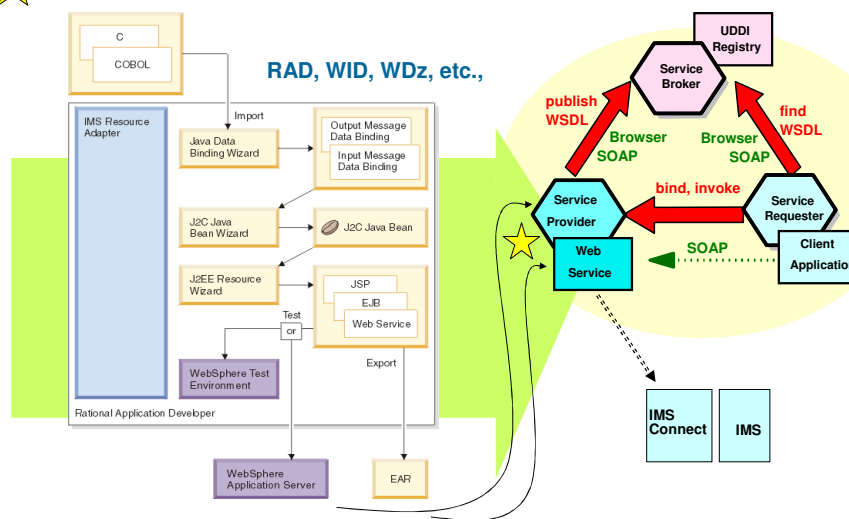 C
COBOL
RAD, WID, WDz, etc.,
Import
IMS Resource
Adapter
Java Data
Binding Wizard
Output Message
Data Binding
Input Message
Data Binding
J2C Java
Bean Wizard
J2C Java Bean
J2EE Resource
Wizard
JSP
EJB
Web Service
Test
or
Export
WebSphere Test
Environment
Rational Application Developer
WebSphere
Application Server
EAR
UDDI
Registry
Service
Broker
publish
WSDL
find
WSDL
Browser
SOAP
Browser
SOAP
bind, invoke
Service
Provider
Service
Requester
Web
Service
SOAP
Client
Application
IMS
Connect
IMS